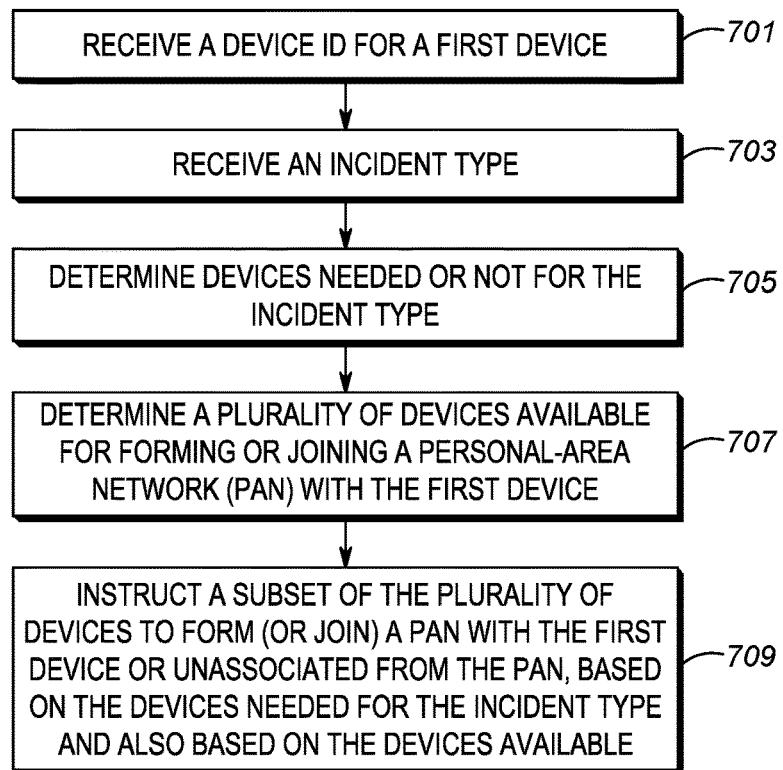 RECEIVE A DEVICE ID FOR A FIRST DEVICE
701
RECEIVE AN INCIDENT TYPE
703
DETERMINE DEVICES NEEDED OR NOT FOR THE
INCIDENT TYPE
705
DETERMINE A PLURALITY OF DEVICES AVAILABLE
FOR FORMING OR JOINING A PERSONAL-AREA
NETWORK (PAN) WITH THE FIRST DEVICE
707
INSTRUCT A SUBSET OF THE PLURALITY OF
DEVICES TO FORM (OR JOIN) A PAN WITH THE FIRST
DEVICE OR UNASSOCIATED FROM THE PAN, BASED
ON THE DEVICES NEEDED FOR THE INCIDENT TYPE
AND ALSO BASED ON THE DEVICES AVAILABLE
709